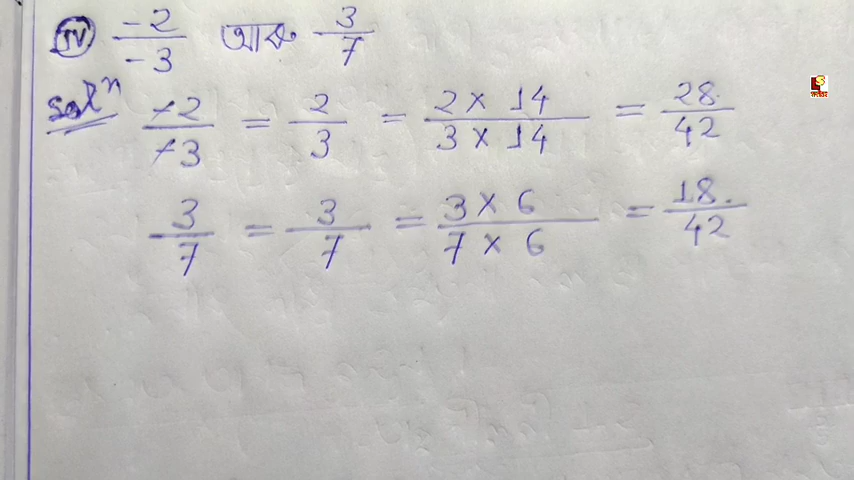 (IV) -2/-3 আৰু 3/7
Solⁿ -2/-3 = 2/3 = 2 × 14/3 × 14 = 28/42
3/7 = 3/7 = 3 × 6/7 × 6 = 18/42